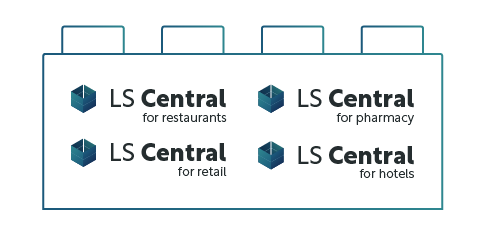 LS Central
for restaurants
LS Central
for pharmacy
LS Central
for retail
LS Central
for hotels